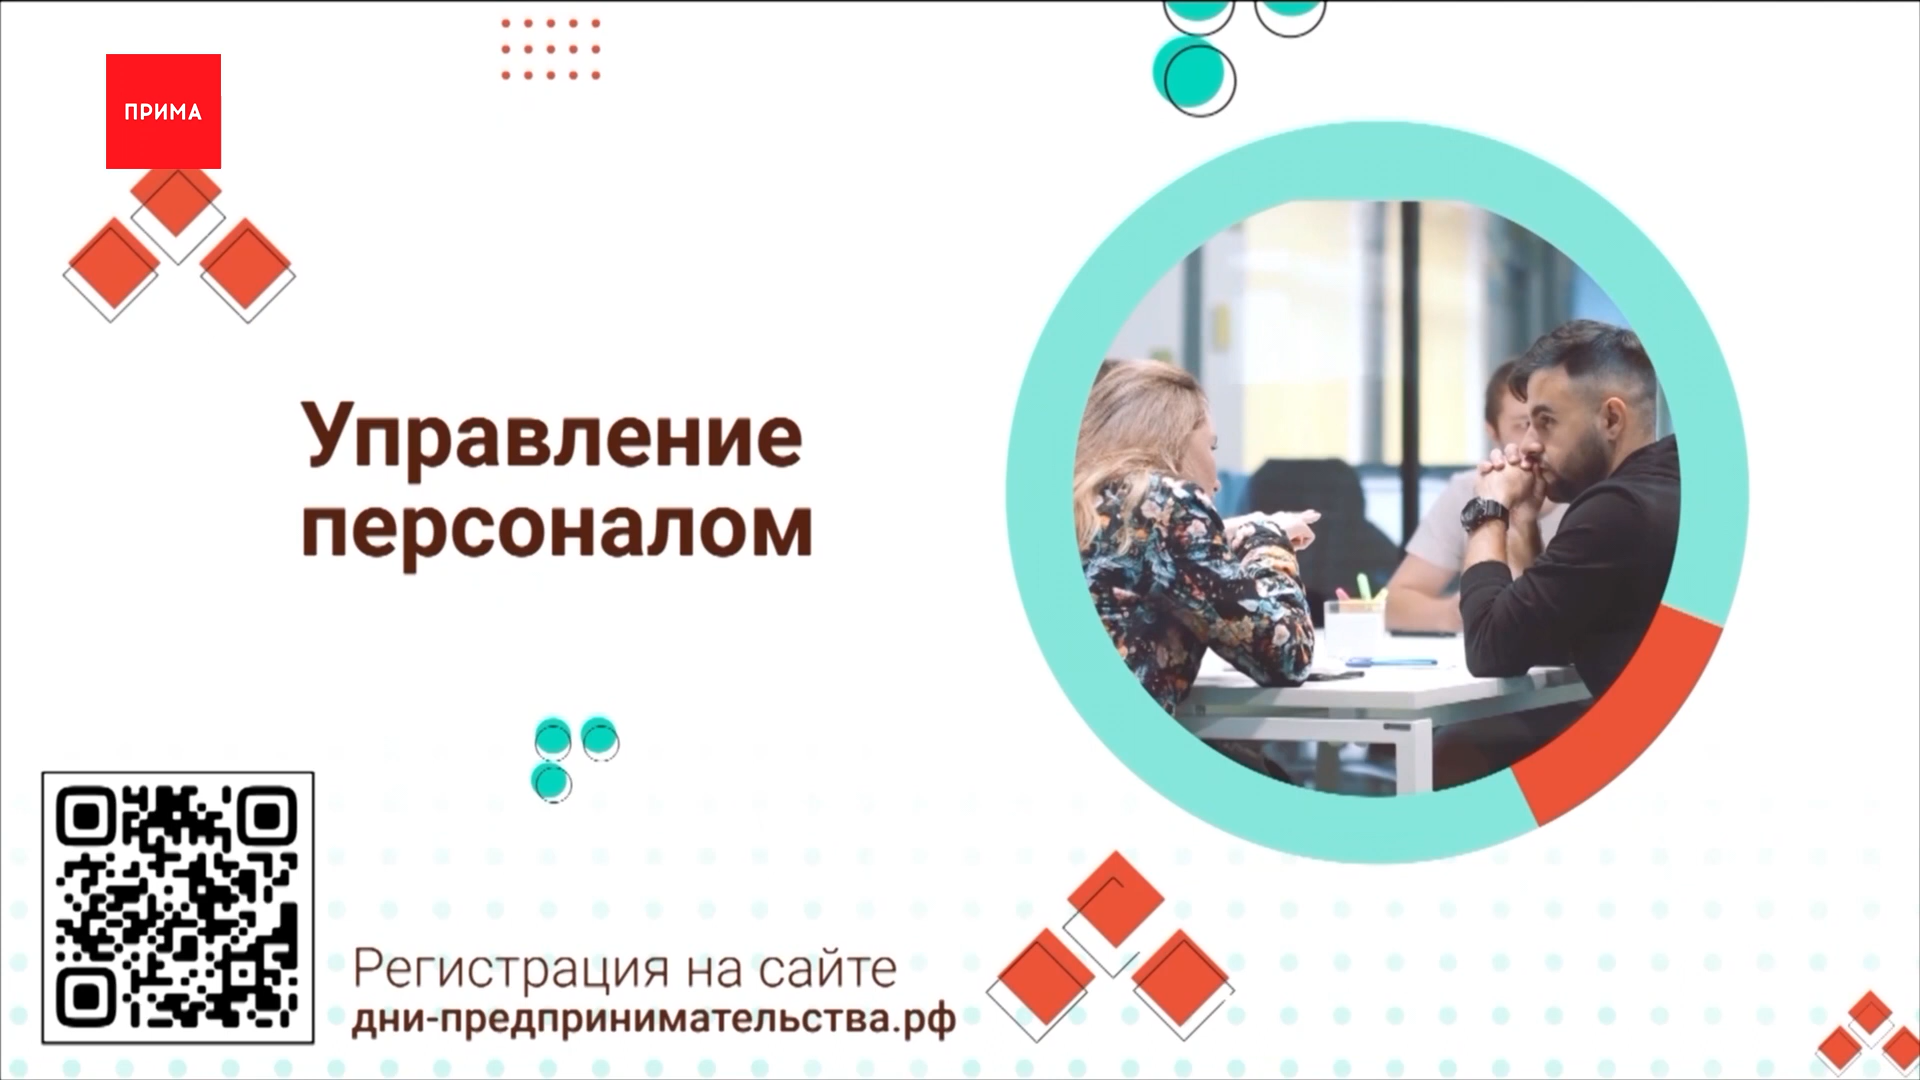 ПРИМА
Управление
персоналом
Регистрация на сайте
дни-предпринимательства.рф